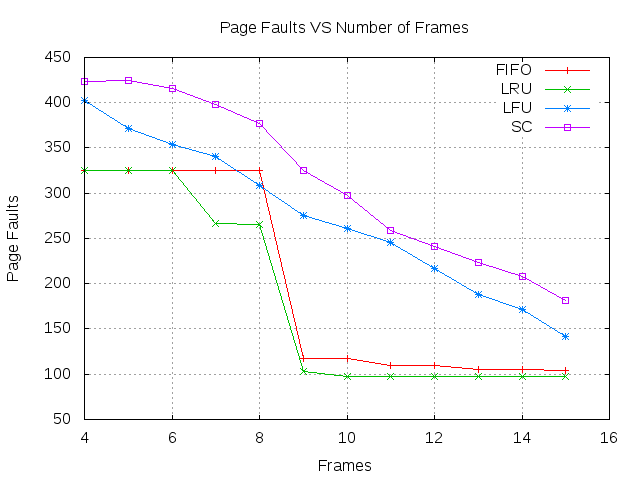 Page Faults VS Number of Frames
450
400
350
300
250
200
150
100
50
Page Faults
FIFO
LRU
LFU
SC
4 6 8 10 12 14 16
Frames